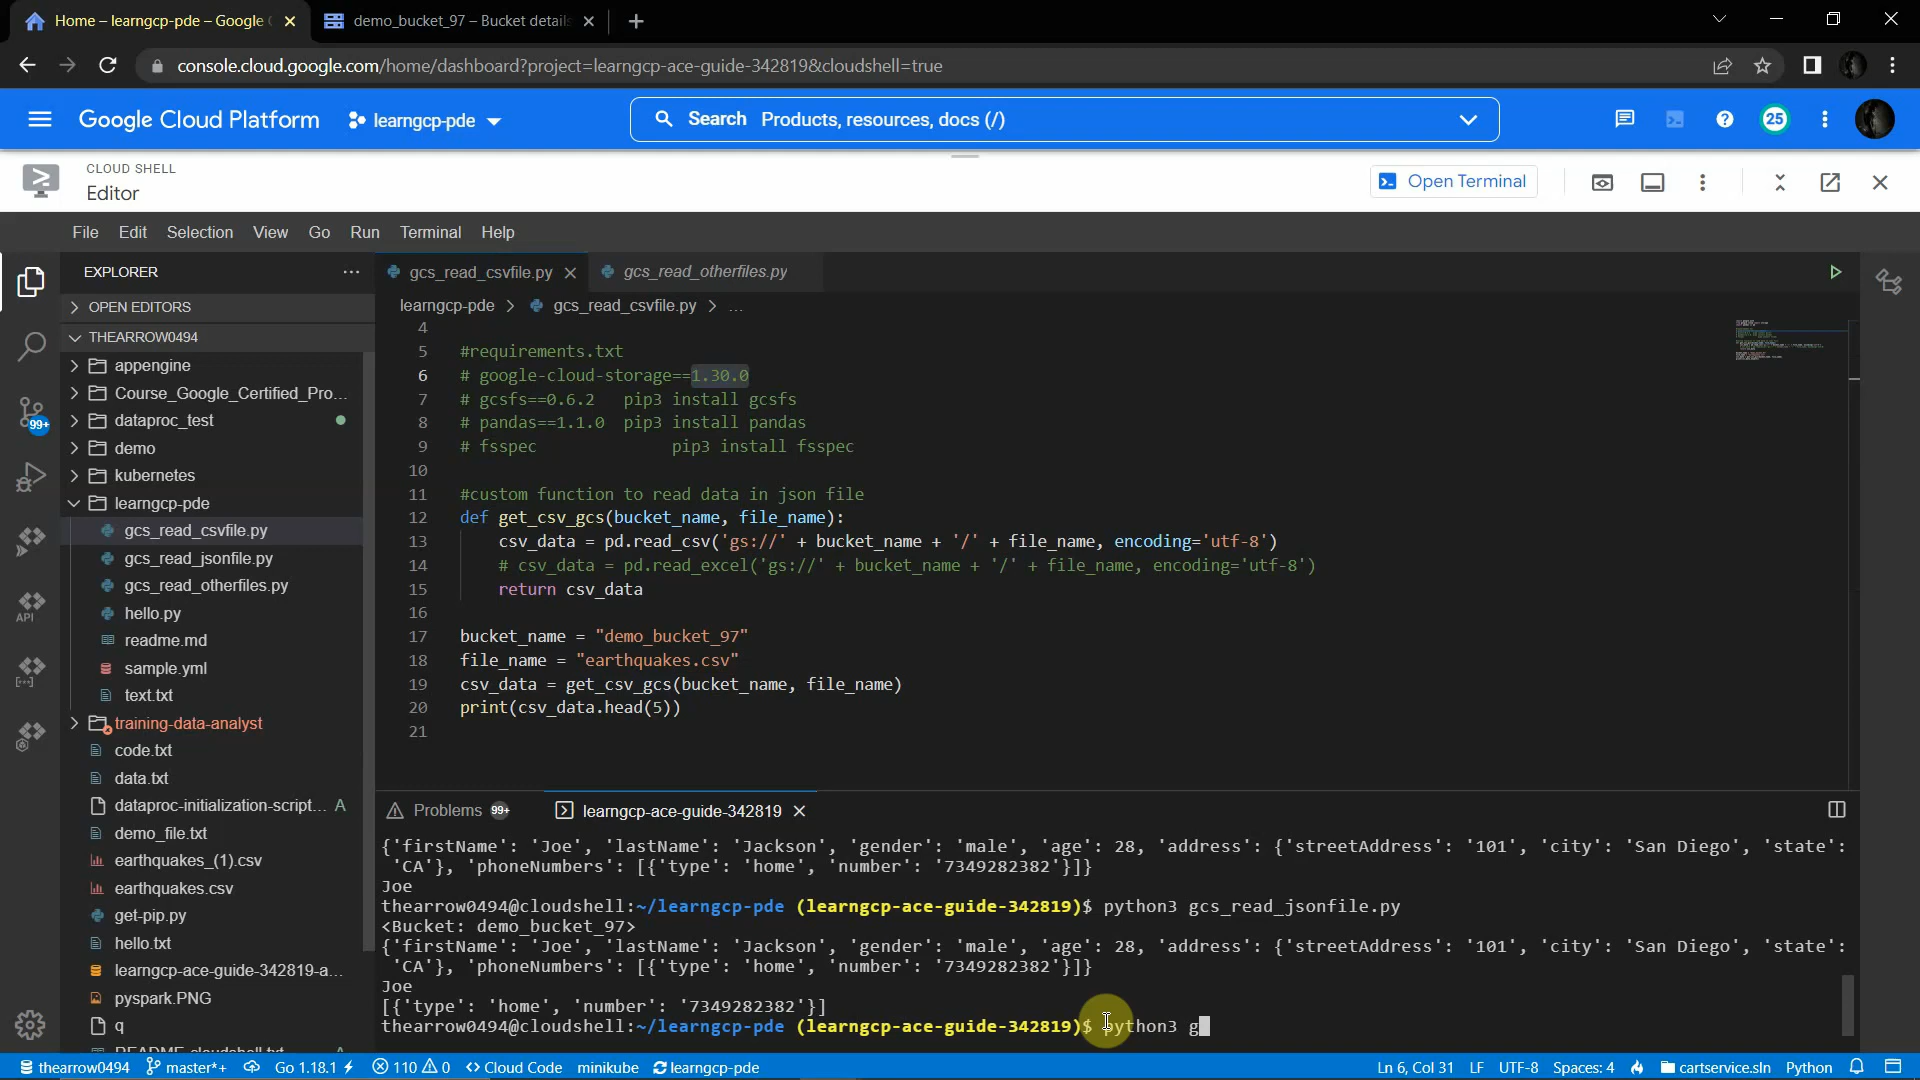 Home – learngcp-pde – Google
demo_bucket_97 – Bucket details
console.cloud.google.com/home/dashboard?project=learngcp-ace-guide-342819&cloudshell=true
Google Cloud Platform
learngcp-pde
Search Products, resources, docs (/)
25
CLOUD SHELL
Editor
Open Terminal
File Edit Selection View Go Run Terminal Help
EXPLORER
OPEN EDITORS
THEARROW0494
appengine
Course_Google_Certified_Pro...
dataproc_test
demo
kubernetes
learngcp-pde
gcs_read_csvfile.py
gcs_read_jsonfile.py
gcs_read_otherfiles.py
hello.py
readme.md
sample.yml
text.txt
training-data-analyst
code.txt
data.txt
dataproc-initialization-script... A
demo_file.txt
earthquakes_(1).csv
earthquakes.csv
get-pip.py
hello.txt
learngcp-ace-guide-342819-a...
pyspark.PNG
q
README-cloudshell.txt A
99+
API
gcs_read_csvfile.py
gcs_read_otherfiles.py
learngcp-pde > gcs_read_csvfile.py > ...
4
5 #requirements.txt
6 # google-cloud-storage==1.30.0
7 # gcsfs==0.6.2 pip3 install gcsfs
8 # pandas==1.1.0 pip3 install pandas
9 # fsspec pip3 install fsspec
10
11 #custom function to read data in json file
12 def get_csv_gcs(bucket_name, file_name):
13 csv_data = pd.read_csv('gs://' + bucket_name + '/' + file_name, encoding='utf-8')
14 # csv_data = pd.read_excel('gs://' + bucket_name + '/' + file_name, encoding='utf-8')
15 return csv_data
16
17 bucket_name = "demo_bucket_97"
18 file_name = "earthquakes.csv"
19 csv_data = get_csv_gcs(bucket_name, file_name)
20 print(csv_data.head(5))
21
Problems 99+
learngcp-ace-guide-342819
{'firstName': 'Joe', 'lastName': 'Jackson', 'gender': 'male', 'age': 28, 'address': {'streetAddress': '101', 'city': 'San Diego', 'state':
'CA'}, 'phoneNumbers': [{'type': 'home', 'number': '7349282382'}]}
Joe
thearrow0494@cloudshell:~/learngcp-pde (learngcp-ace-guide-342819)$ python3 gcs_read_jsonfile.py
<Bucket: demo_bucket_97>
{'firstName': 'Joe', 'lastName': 'Jackson', 'gender': 'male', 'age': 28, 'address': {'streetAddress': '101', 'city': 'San Diego', 'state':
'CA'}, 'phoneNumbers': [{'type': 'home', 'number': '7349282382'}]}
Joe
[{'type': 'home', 'number': '7349282382'}]
thearrow0494@cloudshell:~/learngcp-pde (learngcp-ace-guide-342819)$ python3 g
thearrow0494 master*+ Go 1.18.1 110 0 Cloud Code minikube learngcp-pde Ln 6, Col 31 LF UTF-8 Spaces: 4 cartservice.sln Python